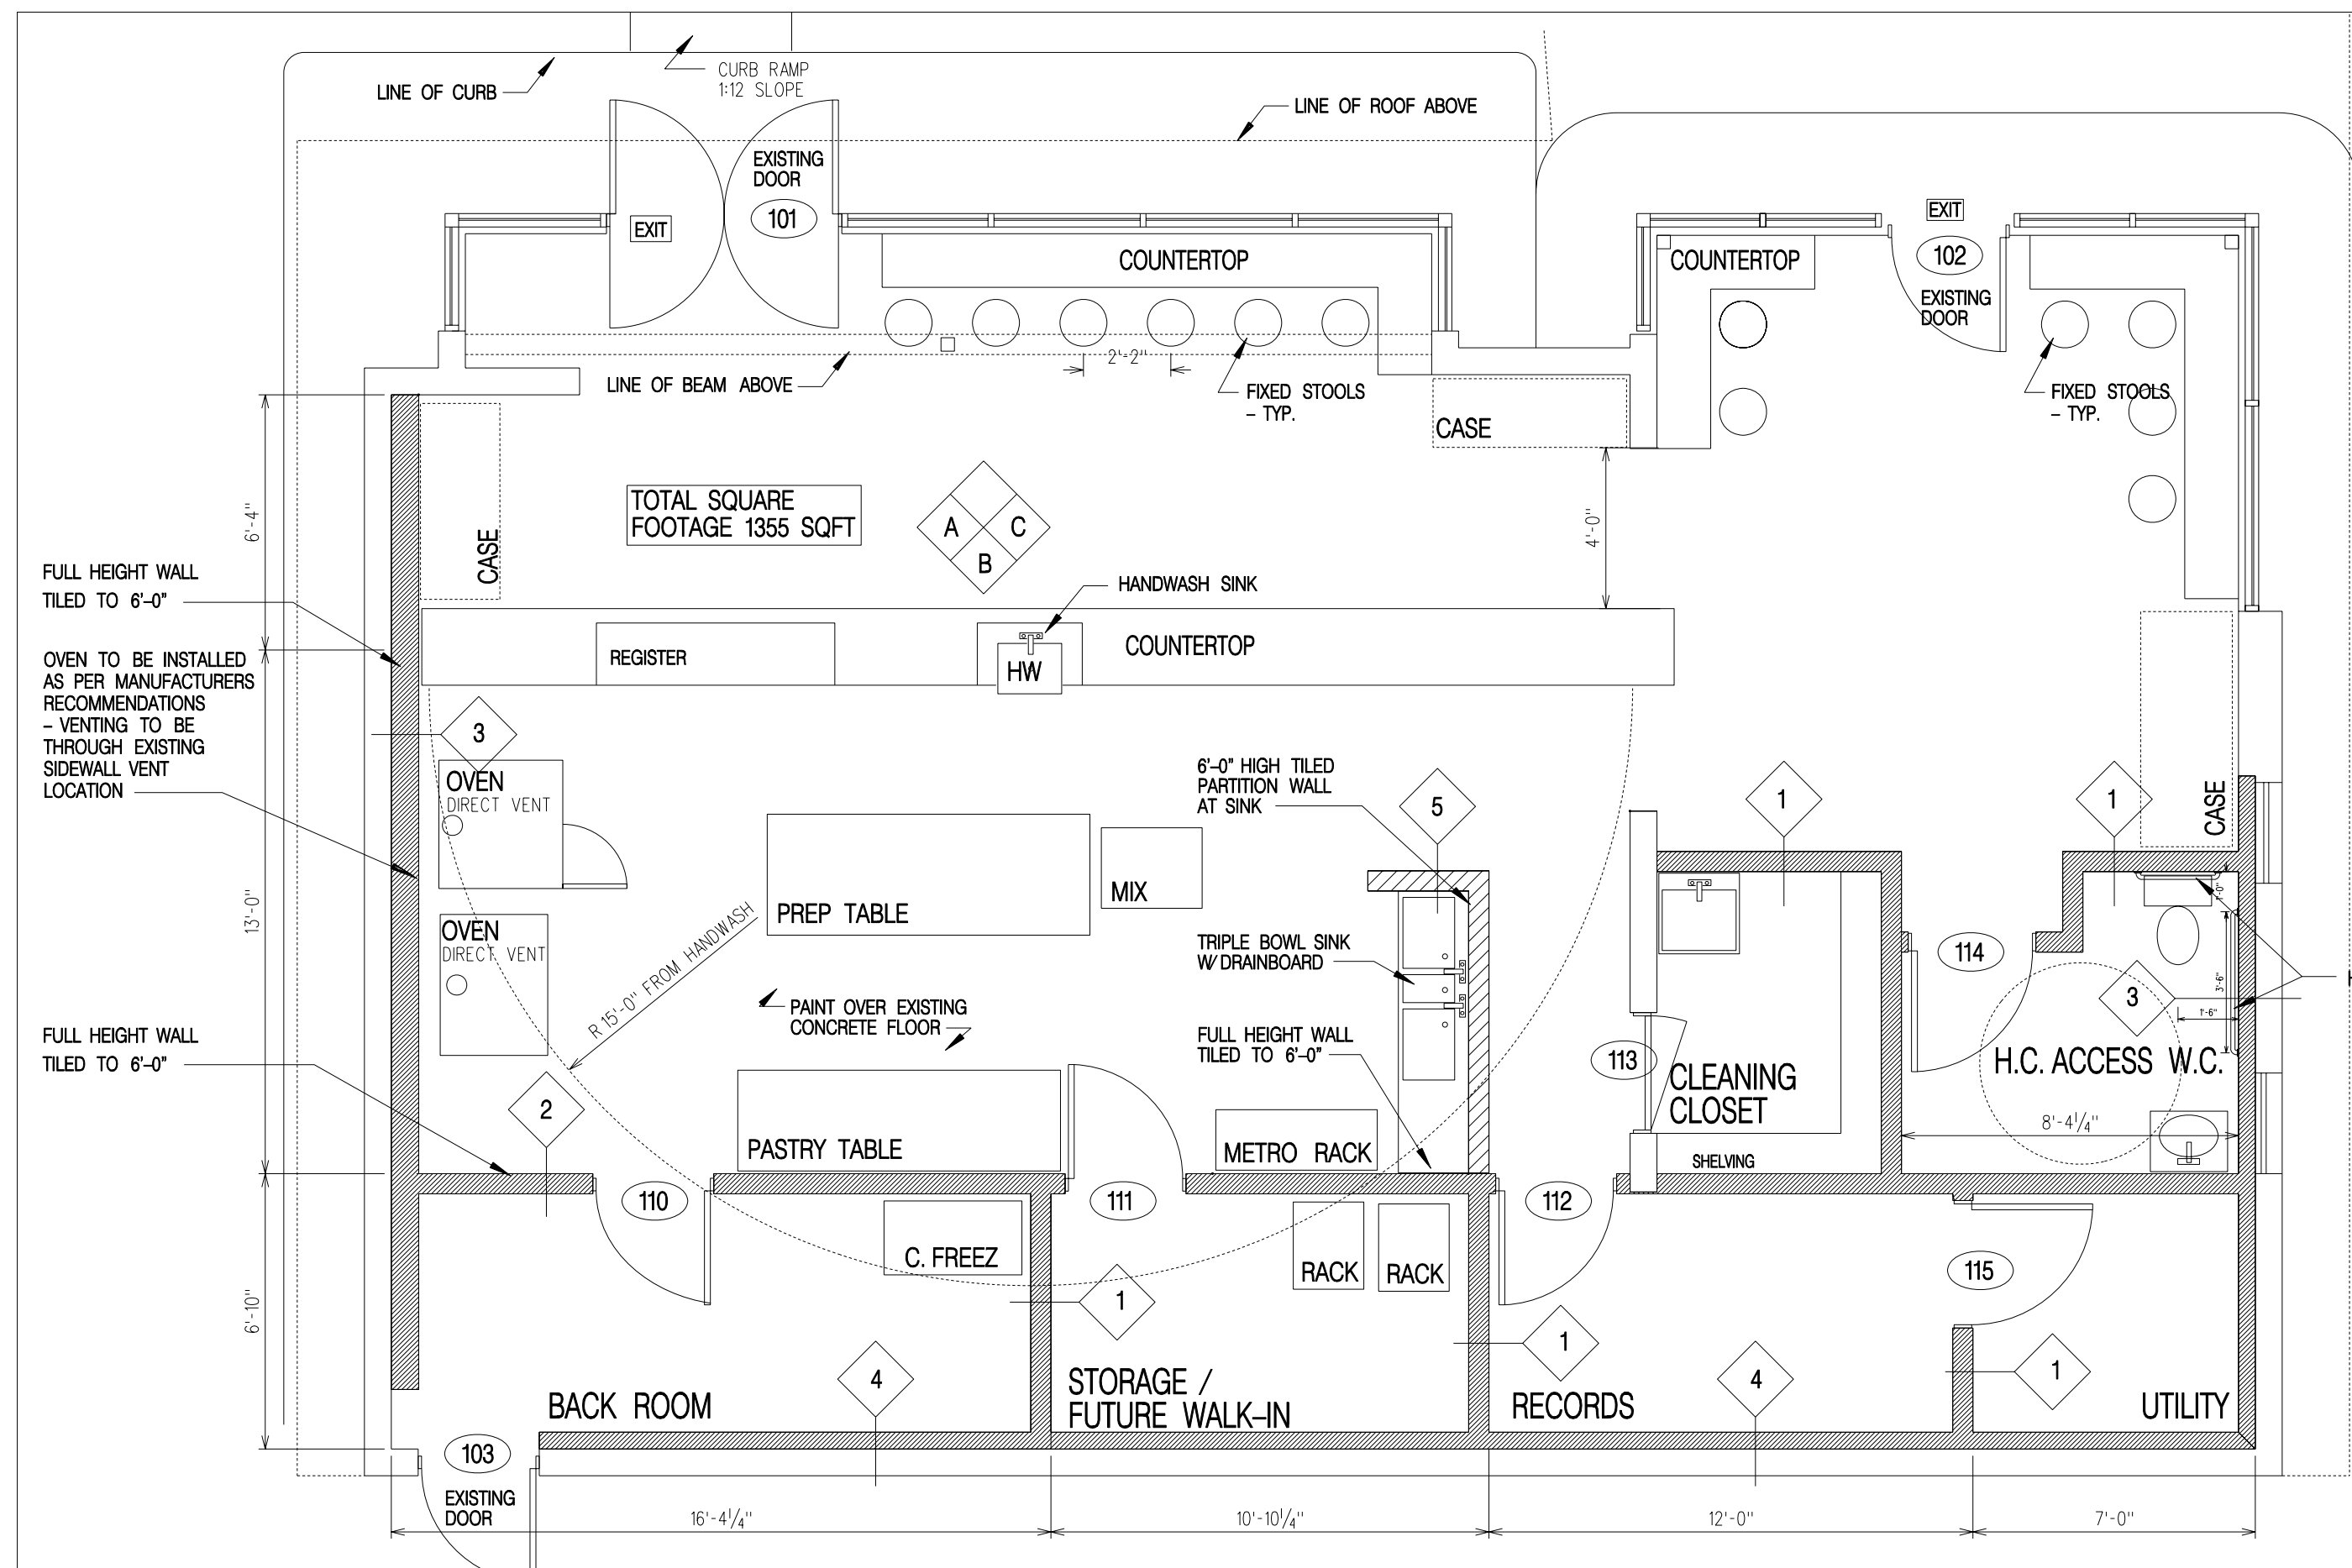 CURB RAMP
1:12 SLOPE
LINE OF CURB
LINE OF ROOF ABOVE
EXISTING
DOOR
101
EXIT
EXIT
102
EXISTING
DOOR
COUNTERTOP
COUNTERTOP
2'-2"
LINE OF BEAM ABOVE
FIXED STOOLS
– TYP.
FIXED STOOLS
– TYP.
CASE
CASE
6'-4"
TOTAL SQUARE
FOOTAGE 1355 SQFT
A
C
B
4'-0"
FULL HEIGHT WALL
TILED TO 6'–0"
HANDWASH SINK
REGISTER
HW
COUNTERTOP
OVEN TO BE INSTALLED
AS PER MANUFACTURERS
RECOMMENDATIONS
– VENTING TO BE
THROUGH EXISTING
SIDEWALL VENT
LOCATION
3
OVEN
DIRECT VENT
OVEN
DIRECT VENT
13'-0"
PREP TABLE
MIX
R 15'-0" FROM HANDWASH
PAINT OVER EXISTING
CONCRETE FLOOR
6'–0" HIGH TILED
PARTITION WALL
AT SINK
5
TRIPLE BOWL SINK
W/ DRAINBOARD
FULL HEIGHT WALL
TILED TO 6'–0"
1
1
CASE
114
3
3'-6"
1'-6"
H.C. ACCESS W.C.
8'-4¼"
113
CLEANING
CLOSET
SHELVING
FULL HEIGHT WALL
TILED TO 6'–0"
2
PASTRY TABLE
METRO RACK
110
111
112
115
C. FREEZ
RACK
RACK
1
1
1
4
4
6'-10"
BACK ROOM
STORAGE /
FUTURE WALK–IN
RECORDS
UTILITY
103
EXISTING
DOOR
16'-4¼"
10'-10¼"
12'-0"
7'-0"